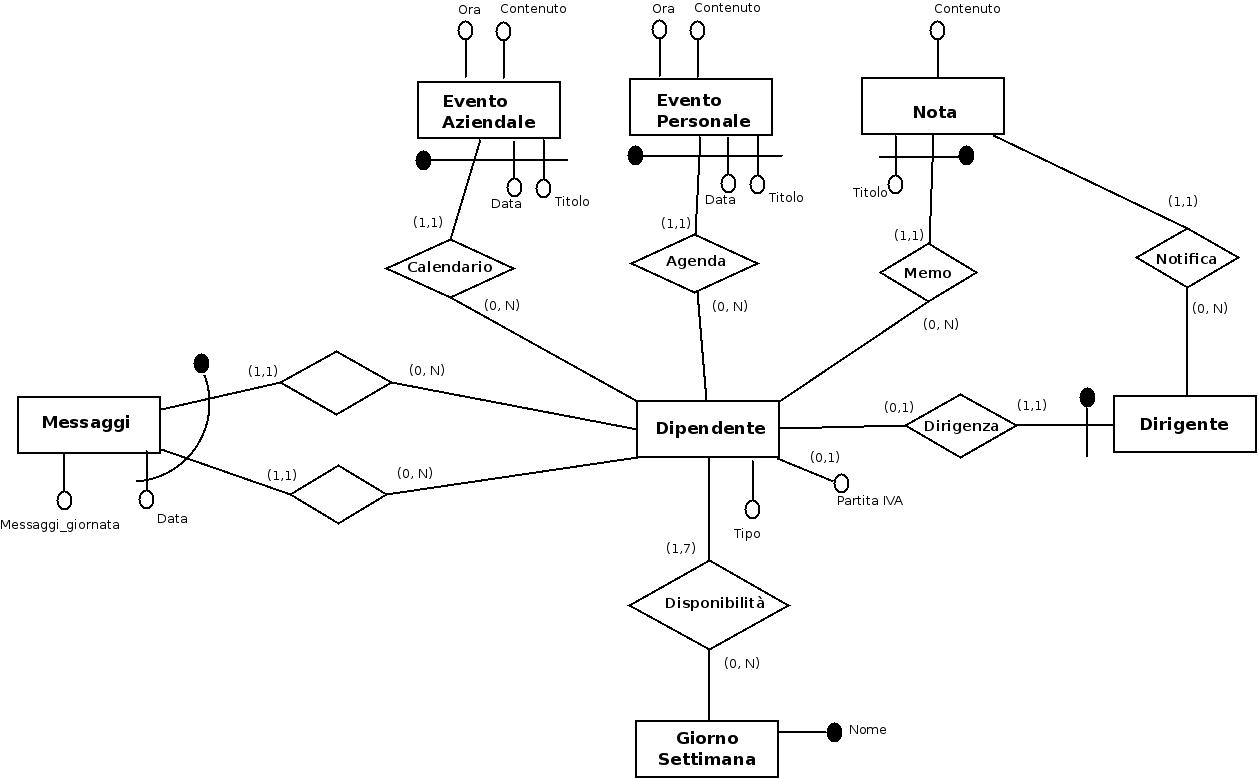 Ora
Contenuto
Ora
Contenuto
Contenuto
Evento
Aziendale
Evento
Personale
Nota
Data
Titolo
Data
Titolo
Titolo
(1,1)
(1,1)
(1,1)
(1,1)
Calendario
Agenda
Memo
Notifica
(0, N)
(0, N)
(0, N)
(0, N)
(1,1)
(0, N)
Messaggi
Dipendente
(0,1)
Dirigenza
(1,1)
Dirigente
(1,1)
(0, N)
(0,1)
Partita IVA
Messaggi_giornata
Data
Tipo
(1,7)
Disponibilità
(0, N)
Giorno
Settimana
Nome